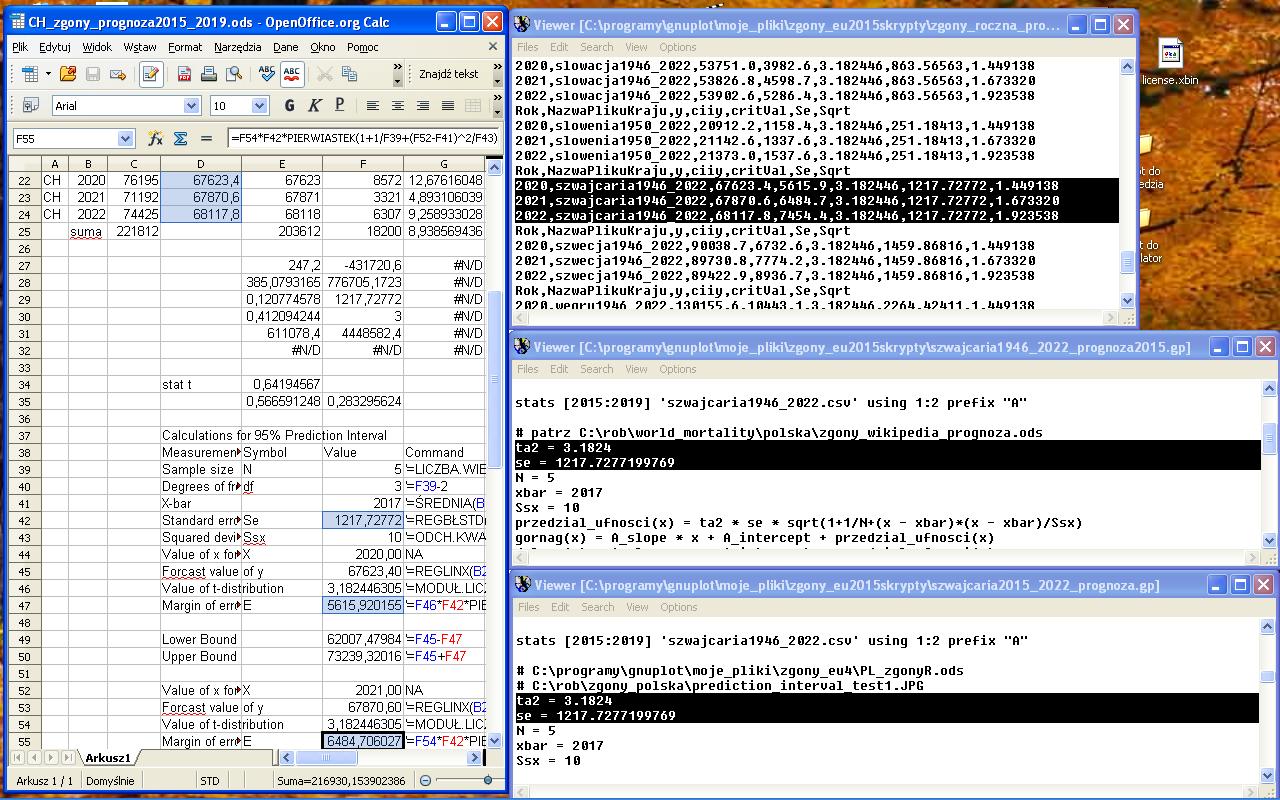 CH_zgony_prognoza2015_2019.ods - OpenOffice.org Calc
Plik Edytuj Widok Wstaw Format Narzędzia Dane Okno Pomoc
Znajdź tekst
Arial 10 G K P
F55 =F54*F42*PIERWIASTEK(1+1/F39+(F52-F41)^2/F43)
A B C D E F G
22 CH 2020 76195 67623,4 67623 8572 12,67616048
23 CH 2021 71192 67870,6 67871 3321 4,893106039
24 CH 2022 74425 68117,8 68118 6307 9,258933028
25 suma 221812 203612 18200 8,938569436
26
27 247,2 -431720,6 #N/D
28 385,0793165 776705,1723 #N/D
29 0,120774578 1217,72772 #N/D
30 0,412094244 3 #N/D
31 611078,4 4448582,4 #N/D
32 #N/D #N/D #N/D
33
34 stat t 0,64194567
35 0,566591248 0,283295624
36
37 Calculations for 95% Prediction Interval
38 Measuremen Symbol Value Command
39 Sample size N 5 '=LICZBA.WIE
40 Degrees of fr df 3 '=F39-2
41 X-bar 2017 '=ŚREDNIA(B
42 Standard erro Se 1217,72772 '=REGBŁSTD(
43 Squared devi Ssx 10 '=ODCH.KWA
44 Value of x for X 2020,00 NA
45 Forcast value of y 67623,40 '=REGLINX(B2
46 Value of t-distribution 3,182446305 '=MODUŁ.LIC
47 Margin of erro E 5615,920155 '=F46*F42*PIE
48
49 Lower Bound 62007,47984 '=F45-F47
50 Upper Bound 73239,32016 '=F45+F47
51
52 Value of x for X 2021,00 NA
53 Forcast value of y 67870,60 '=REGLINX(B2
54 Value of t-distribution 3,182446305 '=MODUŁ.LIC
55 Margin of erro E 6484,706027 '=F54*F42*PIE
Arkusz1
Arkusz 1 / 1 Domyślnie STD Suma=216930,153902386
Viewer [C:\programy\gnuplot\moje_pliki\zgony_eu2015skrypty\zgony_roczna_pro...
Files Edit Search View Options
2020,slowacja1946_2022,53751.0,3982.6,3.182446,863.56563,1.449138
2021,slowacja1946_2022,53826.8,4598.7,3.182446,863.56563,1.673320
2022,slowacja1946_2022,53902.6,5286.4,3.182446,863.56563,1.923538
Rok,NazwaPlikuKraju,y,ciiy,critVal,Se,Sqrt
2020,slowenia1950_2022,20912.2,1158.4,3.182446,251.18413,1.449138
2021,slowenia1950_2022,21142.6,1337.6,3.182446,251.18413,1.673320
2022,slowenia1950_2022,21373.0,1537.6,3.182446,251.18413,1.923538
Rok,NazwaPlikuKraju,y,ciiy,critVal,Se,Sqrt
2020,szwajcaria1946_2022,67623.4,5615.9,3.182446,1217.72772,1.449138
2021,szwajcaria1946_2022,67870.6,6484.7,3.182446,1217.72772,1.673320
2022,szwajcaria1946_2022,68117.8,7454.4,3.182446,1217.72772,1.923538
Rok,NazwaPlikuKraju,y,ciiy,critVal,Se,Sqrt
2020,szwecja1946_2022,90038.7,6732.6,3.182446,1459.86816,1.449138
2021,szwecja1946_2022,89730.8,7774.2,3.182446,1459.86816,1.673320
2022,szwecja1946_2022,89422.9,8936.7,3.182446,1459.86816,1.923538
Rok,NazwaPlikuKraju,y,ciiy,critVal,Se,Sqrt
2020,wegry1946_2022,130155.6,10443.1,3.182446,2264.42411,1.449138
Viewer [C:\programy\gnuplot\moje_pliki\zgony_eu2015skrypty\szwajcaria1946_2022_prognoza2015.gp]
Files Edit Search View Options
stats [2015:2019] 'szwajcaria1946_2022.csv' using 1:2 prefix "A"
# patrz C:\rob\world_mortality\polska\zgony_wikipedia_prognoza.ods
ta2 = 3.1824
se = 1217.7277199769
N = 5
xbar = 2017
Ssx = 10
przedzial_ufnosci(x) = ta2 * se * sqrt(1+1/N+(x - xbar)*(x - xbar)/Ssx)
gornag(x) = A_slope * x + A_intercept + przedzial_ufnosci(x)
Viewer [C:\programy\gnuplot\moje_pliki\zgony_eu2015skrypty\szwajcaria2015_2022_prognoza.gp]
Files Edit Search View Options
stats [2015:2019] 'szwajcaria1946_2022.csv' using 1:2 prefix "A"
# C:\programy\gnuplot\moje_pliki\zgony_eu4\PL_zgonyR.ods
# C:\rob\zgony_polska\prediction_interval_test1.JPG
ta2 = 3.1824
se = 1217.7277199769
N = 5
xbar = 2017
Ssx = 10
license.xbin
t do
edzia
t do
lator